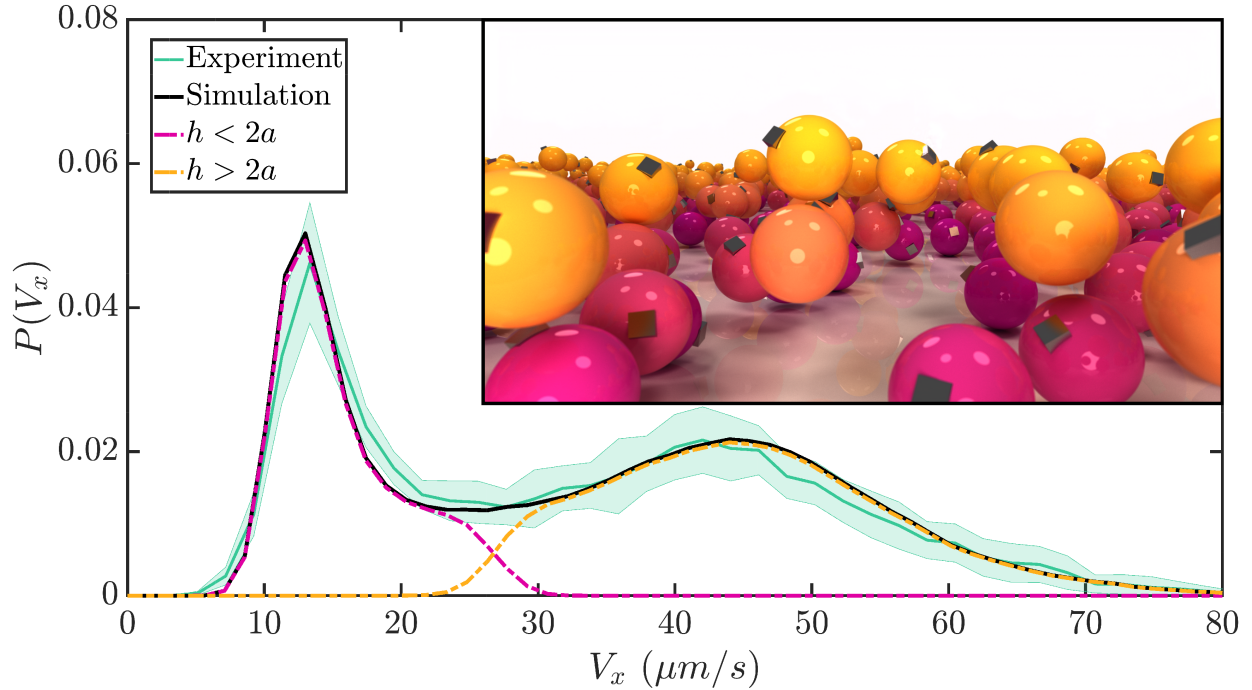 0.08
0.06
0.04
0.02
0
P(V_x)
Experiment
Simulation
h < 2a
h > 2a
0 10 20 30 40 50 60 70 80
V_x (μm/s)